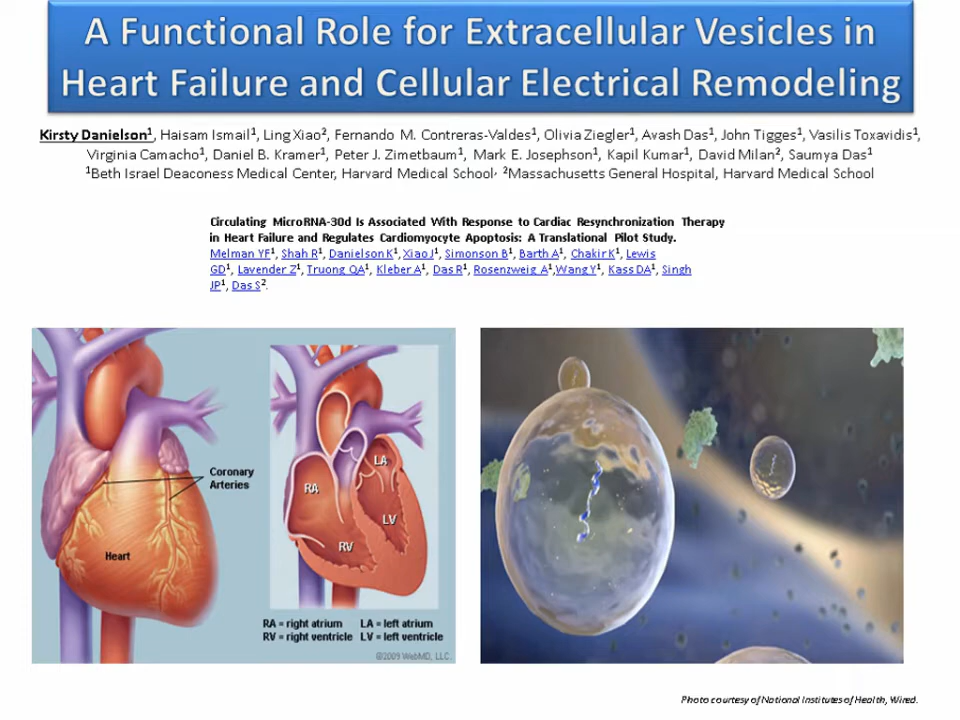 A Functional Role for Extracellular Vesicles in
Heart Failure and Cellular Electrical Remodeling
Kirsty Danielson¹, Haisam Ismail¹, Ling Xiao², Fernando M. Contreras-Valdes¹, Olivia Ziegler¹, Avash Das¹, John Tigges¹, Vasilis Toxavidis¹,
Virginia Camacho¹, Daniel B. Kramer¹, Peter J. Zimetbaum¹, Mark E. Josephson¹, Kapil Kumar¹, David Milan², Saumya Das¹
¹Beth Israel Deaconess Medical Center, Harvard Medical School, ²Massachusetts General Hospital, Harvard Medical School
Circulating MicroRNA-30d Is Associated With Response to Cardiac Resynchronization Therapy
in Heart Failure and Regulates Cardiomyocyte Apoptosis: A Translational Pilot Study.
Melman YF¹, Shah R¹, Danielson K¹, Xiao J¹, Simonson B¹, Barth A¹, Chakir K¹, Lewis
GD¹, Lavender Z¹, Truong QA¹, Kleber A¹, Das R¹, Rosenzweig A¹,Wang Y¹, Kass DA¹, Singh
JP¹, Das S².
Coronary
Arteries
Heart
RA
LA
LV
RV
RA = right atrium LA = left atrium
RV = right ventricle LV = left ventricle
©2009 WebMD, LLC.
Photo courtesy of National Institutes of Health, Wired.